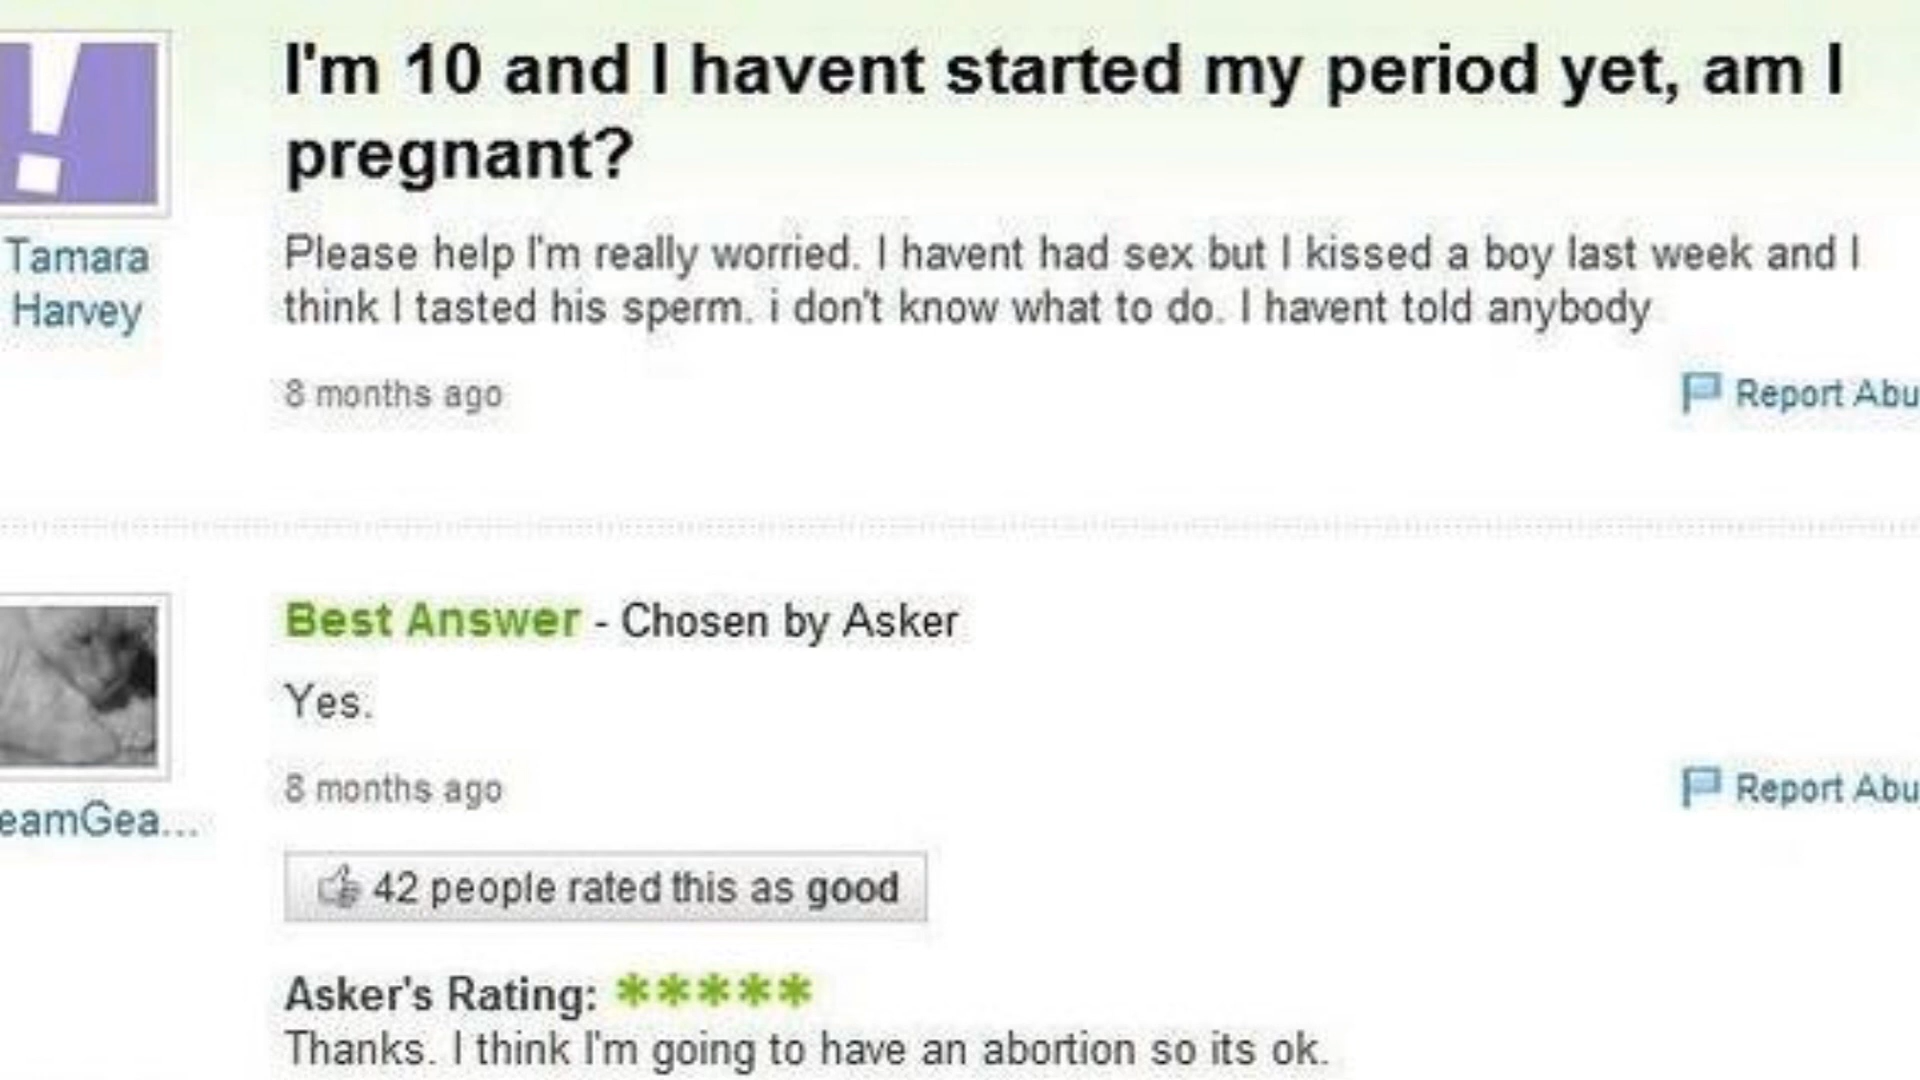 I'm 10 and I havent started my period yet, am I
pregnant?
Tamara
Harvey
Please help I'm really worried. I havent had sex but I kissed a boy last week and I
think I tasted his sperm. i don't know what to do. I havent told anybody
8 months ago
Report Abu
Best Answer - Chosen by Asker
Yes.
8 months ago
Report Abu
eamGea...
42 people rated this as good
Asker's Rating: *****
Thanks. I think I'm going to have an abortion so its ok.